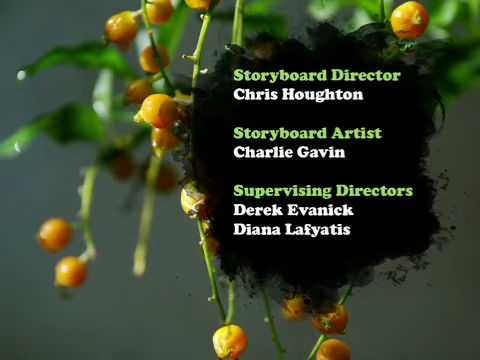 Storyboard Director
Chris Houghton
Storyboard Artist
Charlie Gavin
Supervising Directors
Derek Evanick
Diana Lafyatis